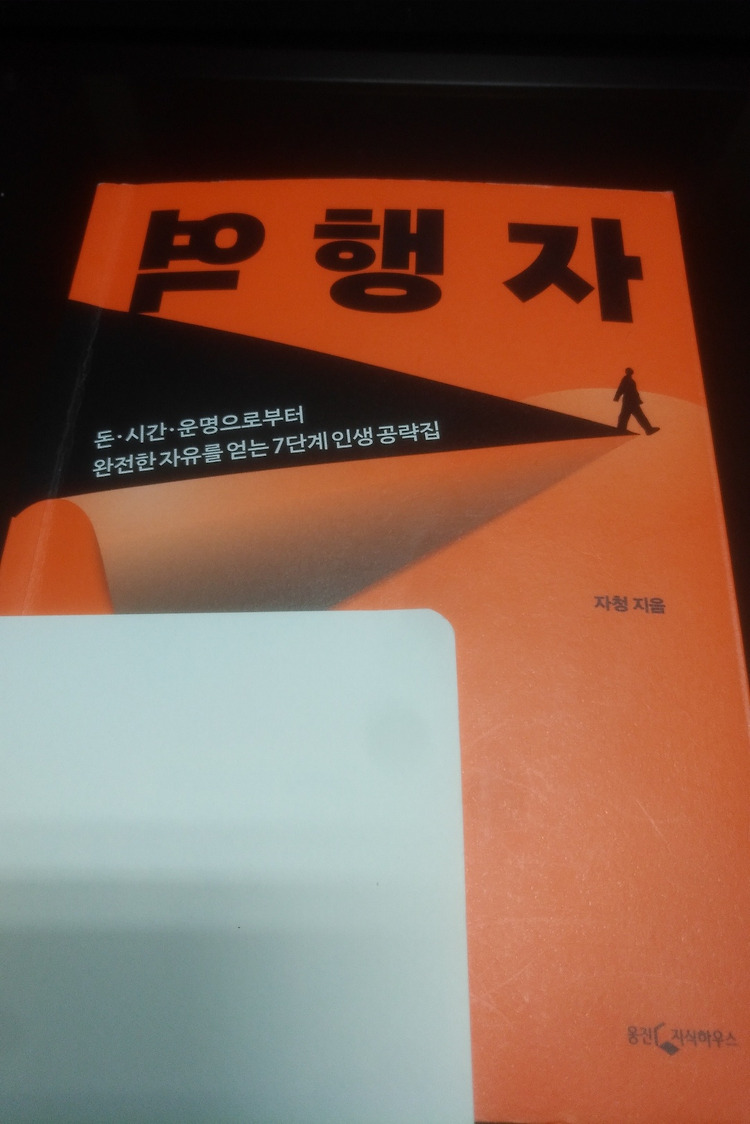 역행자
돈·시간·운명으로부터
완전한 자유를 얻는 7단계 인생 공략집
자청 지음
웅진 지식하우스